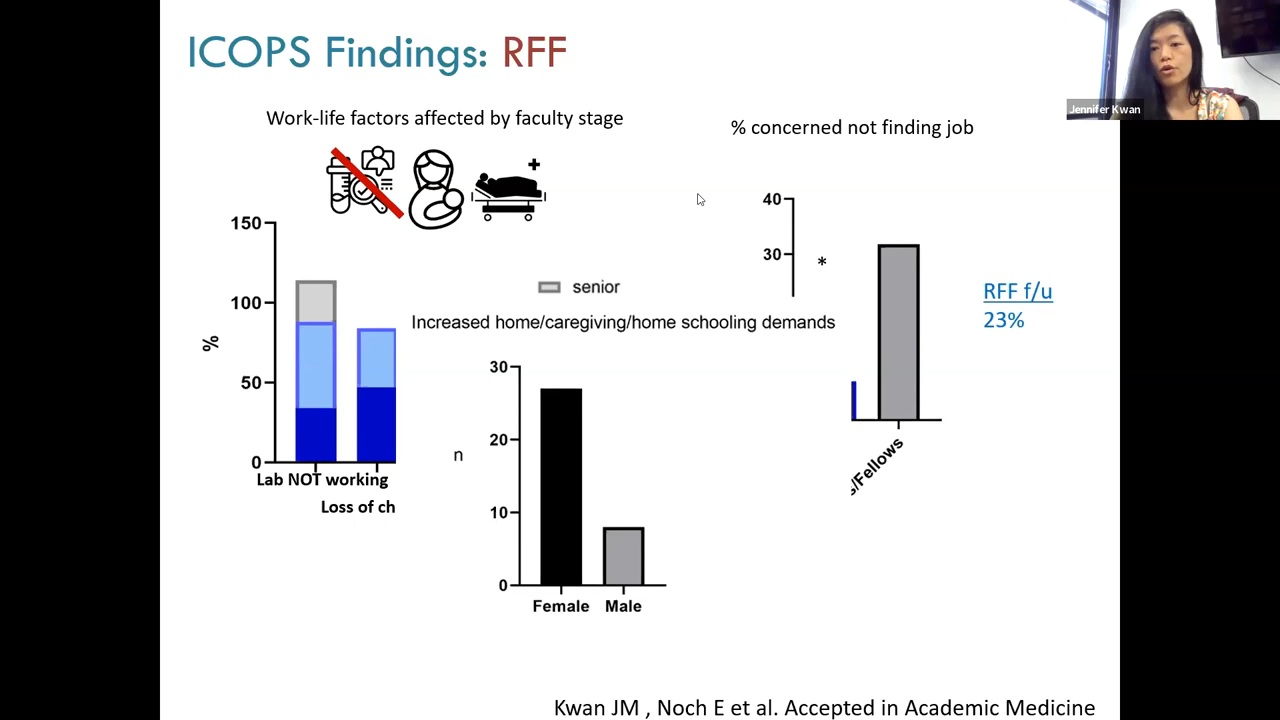 ICOPS Findings: RFF
Jennifer Kwan
Work-life factors affected by faculty stage
% concerned not finding job
150
100
%
50
0
Lab NOT working
Loss of ch
senior
Increased home/caregiving/home schooling demands
30
20
n
10
0
Female Male
40
30
*
s/Fellows
RFF f/u
23%
Kwan JM , Noch E et al. Accepted in Academic Medicine